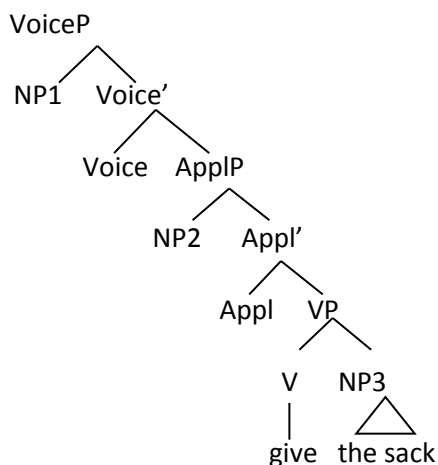 VoiceP
NP1 Voice’
Voice ApplP
NP2 Appl’
Appl VP
V NP3
give the sack